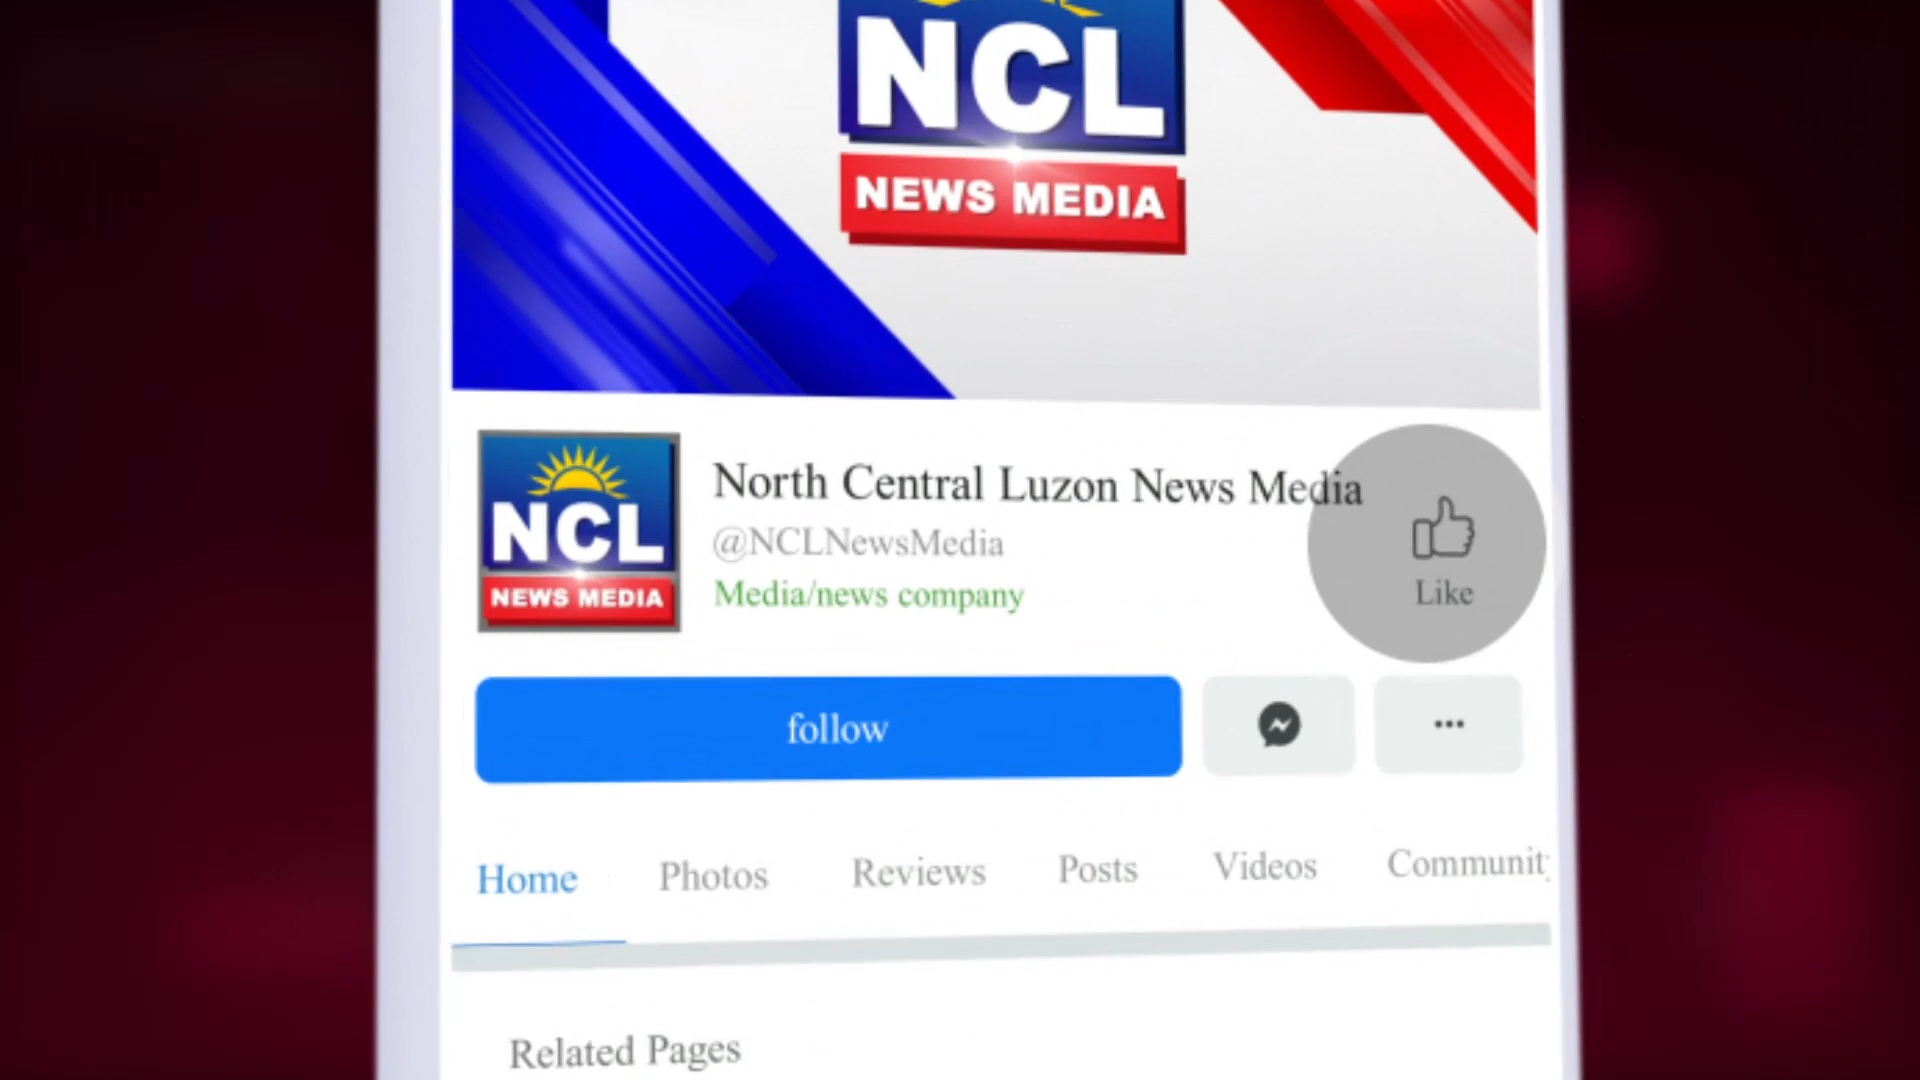 NCL
NEWS MEDIA
NCL
NEWS MEDIA
North Central Luzon News Media
@NCLNewsMedia
Media/news company
Like
follow
Home Photos Reviews Posts Videos Communit
Related Pages